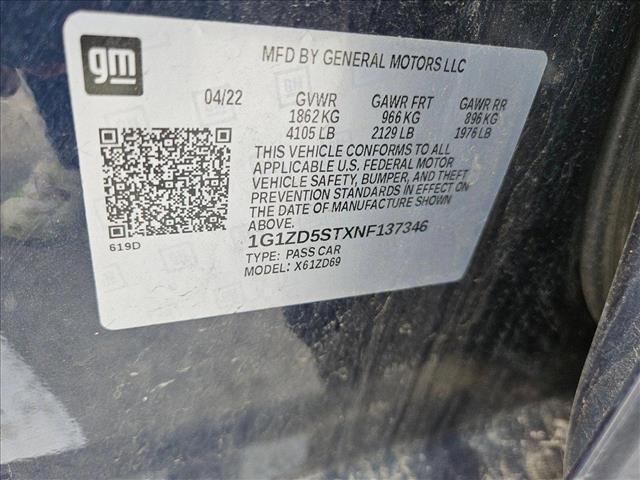 gm
MFD BY GENERAL MOTORS LLC
04/22 GVWR GAWR FRT GAWR RR
1862 KG 966 KG 896 KG
4105 LB 2129 LB 1976 LB
THIS VEHICLE CONFORMS TO ALL
APPLICABLE U.S. FEDERAL MOTOR
VEHICLE SAFETY, BUMPER, AND THEFT
PREVENTION STANDARDS IN EFFECT ON
THE DATE OF MANUFACTURE SHOWN
ABOVE.
619D
1G1ZD5STXNF137346
TYPE: PASS CAR
MODEL: X61ZD69